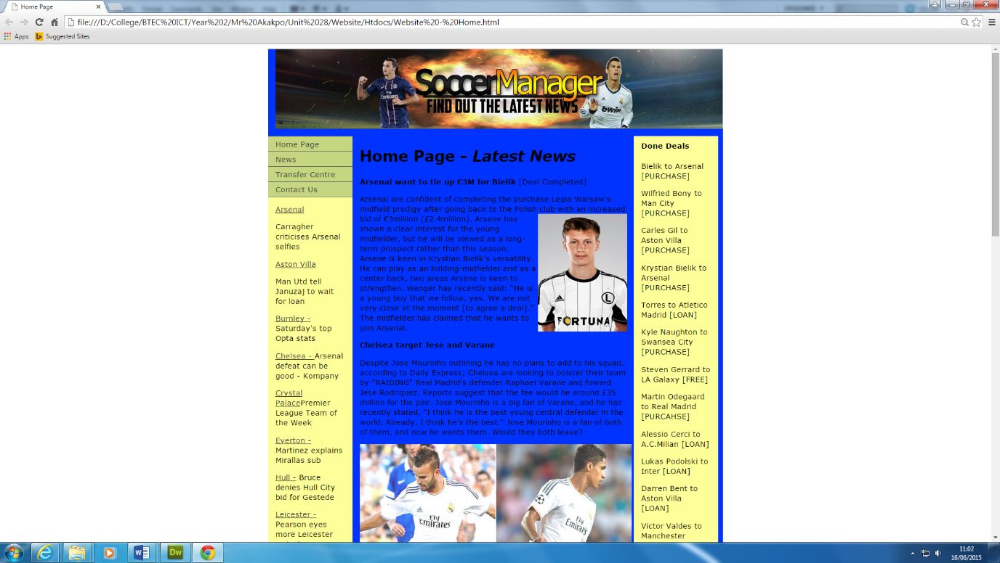 Home Page
file:///D:/College/BTEC%20ICT/Year%202/Mr%20Akakpo/Unit%2028/Website/Htdocs/Website%20-%20Home.html
Apps
Suggested Sites
SoccerManager
FIND OUT THE LATEST NEWS
Fly Emirates
bwin
Home Page
News
Transfer Centre
Contact Us
Arsenal
Carragher
criticises Arsenal
selfies
Aston Villa
Man Utd tell
Januzaj to wait
for loan
Burnley -
Saturday's top
Opta stats
Chelsea - Arsenal
defeat can be
good - Kompany
Crystal
PalacePremier
League Team of
the Week
Everton -
Martinez explains
Mirallas sub
Hull - Bruce
denies Hull City
bid for Gestede
Leicester -
Pearson eyes
more Leicester
Home Page - Latest News
Arsenal want to tie up €3M for Bielik [Deal Completed]
Arsenal are confident of completing the purchase Legia Warsaw's
midfield prodigy after going back to the Polish club with an increased
bid of €3million (£2.4million). Arsene has
shown a clear interest for the young
midfielder, but he will be viewed as a long-
term prospect rather than this season.
Arsene is keen in Krystian Bielik's versatility.
He can play as an holding-midfielder and as a
center back, two areas Arsene is keen to
strengthen. Wenger has recently said: "He is
a young boy that we follow, yes. We are not
very close at the moment [to agree a deal]."
The midfielder has claimed that he wants to
join Arsenal.
L
FORTUNA
Chelsea target Jese and Varane
Despite Jose Mourinho outlining he has no plans to add to his squad,
according to Daily Express; Chelsea are looking to bolster their team
by "RAIDING" Real Madrid's defender Raphael Varane and foward
Jese Rodriquez. Reports suggest that the fee would be around £35
million for the pair. Jose Mourinho is a big fan of Varane, and he has
recently stated, "I think he is the best young central defender in the
world. Already, I think he's the best." Jose Mourinho is a fan of both
of them, and now he wants them. Would they both leave?
Fly Emirates
Fly Emirates
Done Deals
Bielik to Arsenal
[PURCHASE]
Wilfried Bony to
Man City
[PURCHASE]
Carles Gil to
Aston Villa
[PURCHASE]
Krystian Bielik to
Arsenal
[PURCHASE]
Torres to Atletico
Madrid [LOAN]
Kyle Naughton to
Swansea City
[PURCHASE]
Steven Gerrard to
LA Galaxy [FREE]
Martin Odegaard
to Real Madrid
[PURCAHSE]
Alessio Cerci to
A.C.Milian [LOAN]
Lukas Podolski to
Inter [LOAN]
Darren Bent to
Aston Villa
[LOAN]
Victor Valdes to
Manchester
W
Dw
11:02
16/06/2015